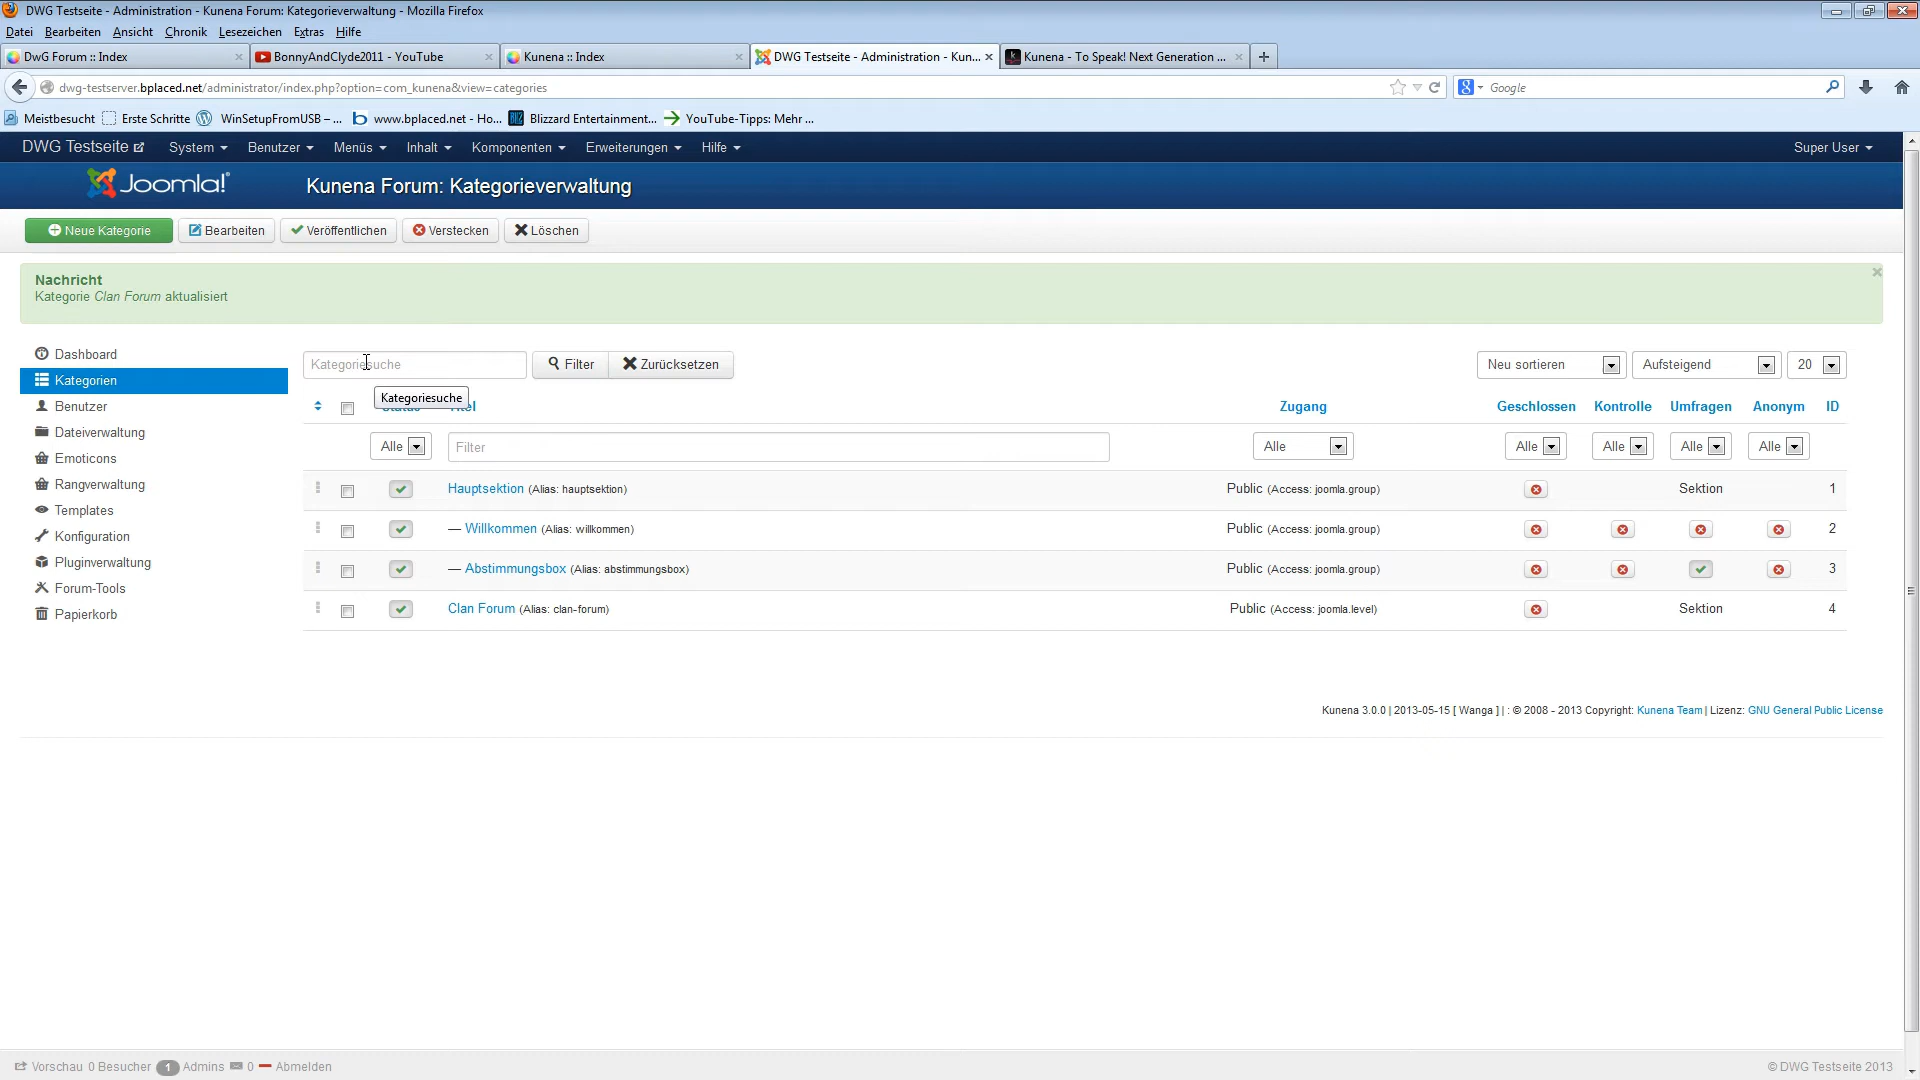 DWG Testseite - Administration - Kunena Forum: Kategorieverwaltung - Mozilla Firefox
Datei Bearbeiten Ansicht Chronik Lesezeichen Extras Hilfe
DwG Forum :: Index
BonnyAndClyde2011 - YouTube
Kunena :: Index
DWG Testseite - Administration - Kun...
Kunena - To Speak! Next Generation ...
dwg-testserver.bplaced.net/administrator/index.php?option=com_kunena&view=categories
Google
Meistbesucht Erste Schritte WinSetupFromUSB – ... www.bplaced.net - Ho... Blizzard Entertainment... YouTube-Tipps: Mehr ...
DWG Testseite System Benutzer Menüs Inhalt Komponenten Erweiterungen Hilfe Super User
Joomla!
Kunena Forum: Kategorieverwaltung
Neue Kategorie Bearbeiten Veröffentlichen Verstecken Löschen
Nachricht
Kategorie Clan Forum aktualisiert
Dashboard
Kategorien
Benutzer
Dateiverwaltung
Emoticons
Rangverwaltung
Templates
Konfiguration
Pluginverwaltung
Forum-Tools
Papierkorb
Kategoriesuche Filter Zurücksetzen Neu sortieren Aufsteigend 20
Kategoriesuche
Zugang Geschlossen Kontrolle Umfragen Anonym ID
Alle Filter Alle Alle Alle Alle Alle
Hauptsektion (Alias: hauptsektion) Public (Access: joomla.group) Sektion 1
— Willkommen (Alias: willkommen) Public (Access: joomla.group) 2
— Abstimmungsbox (Alias: abstimmungsbox) Public (Access: joomla.group) 3
Clan Forum (Alias: clan-forum) Public (Access: joomla.level) Sektion 4
Kunena 3.0.0 | 2013-05-15 [ Wanga ] | : © 2008 - 2013 Copyright: Kunena Team | Lizenz: GNU General Public License
Vorschau 0 Besucher 1 Admins 0 Abmelden
© DWG Testseite 2013